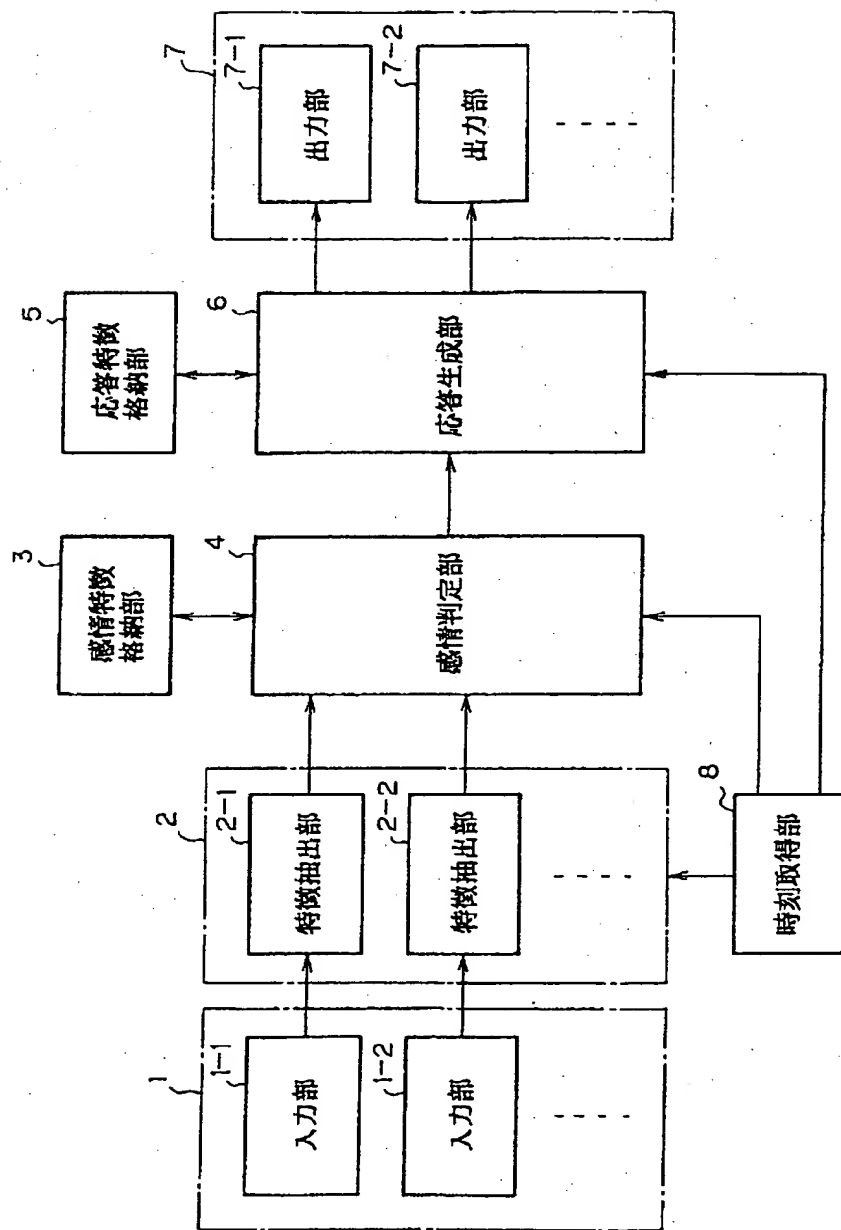 1
1-1
入力部
1-2
入力部
2
2-1
特徴抽出部
2-2
特徴抽出部
3
感情特徴
格納部
4
感情判定部
5
応答特徴
格納部
6
応答生成部
7
7-1
出力部
7-2
出力部
8
時刻取得部